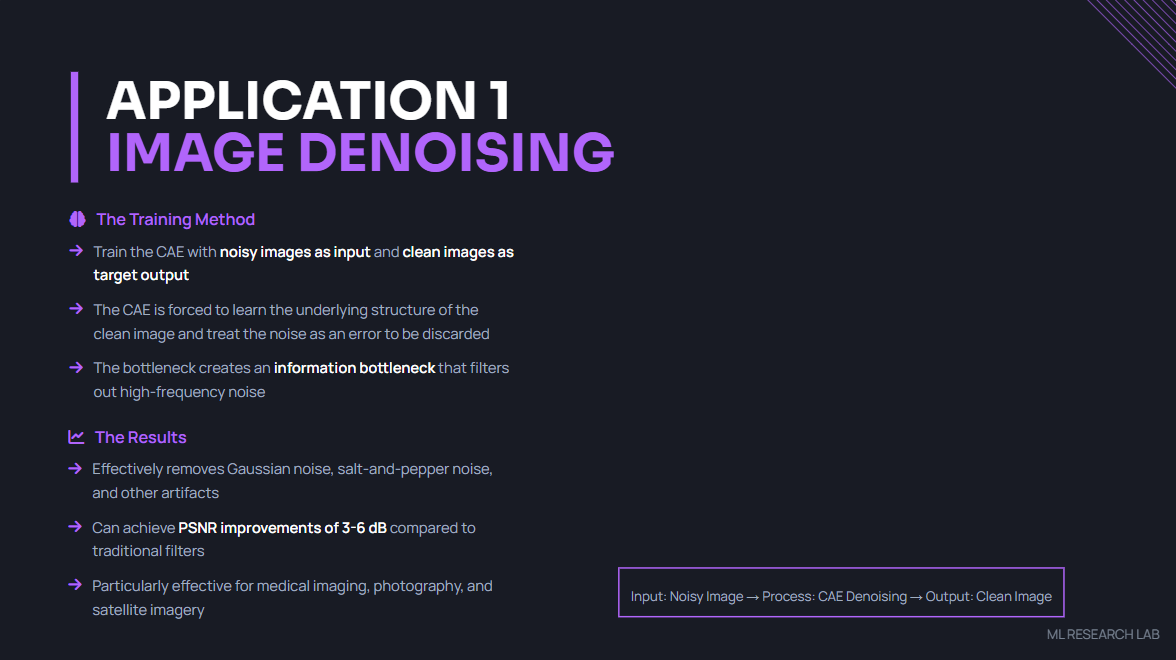 APPLICATION 1
IMAGE DENOISING
The Training Method
→ Train the CAE with noisy images as input and clean images as
target output
→ The CAE is forced to learn the underlying structure of the
clean image and treat the noise as an error to be discarded
→ The bottleneck creates an information bottleneck that filters
out high-frequency noise
The Results
→ Effectively removes Gaussian noise, salt-and-pepper noise,
and other artifacts
→ Can achieve PSNR improvements of 3-6 dB compared to
traditional filters
→ Particularly effective for medical imaging, photography, and
satellite imagery
Input: Noisy Image → Process: CAE Denoising → Output: Clean Image
ML RESEARCH LAB